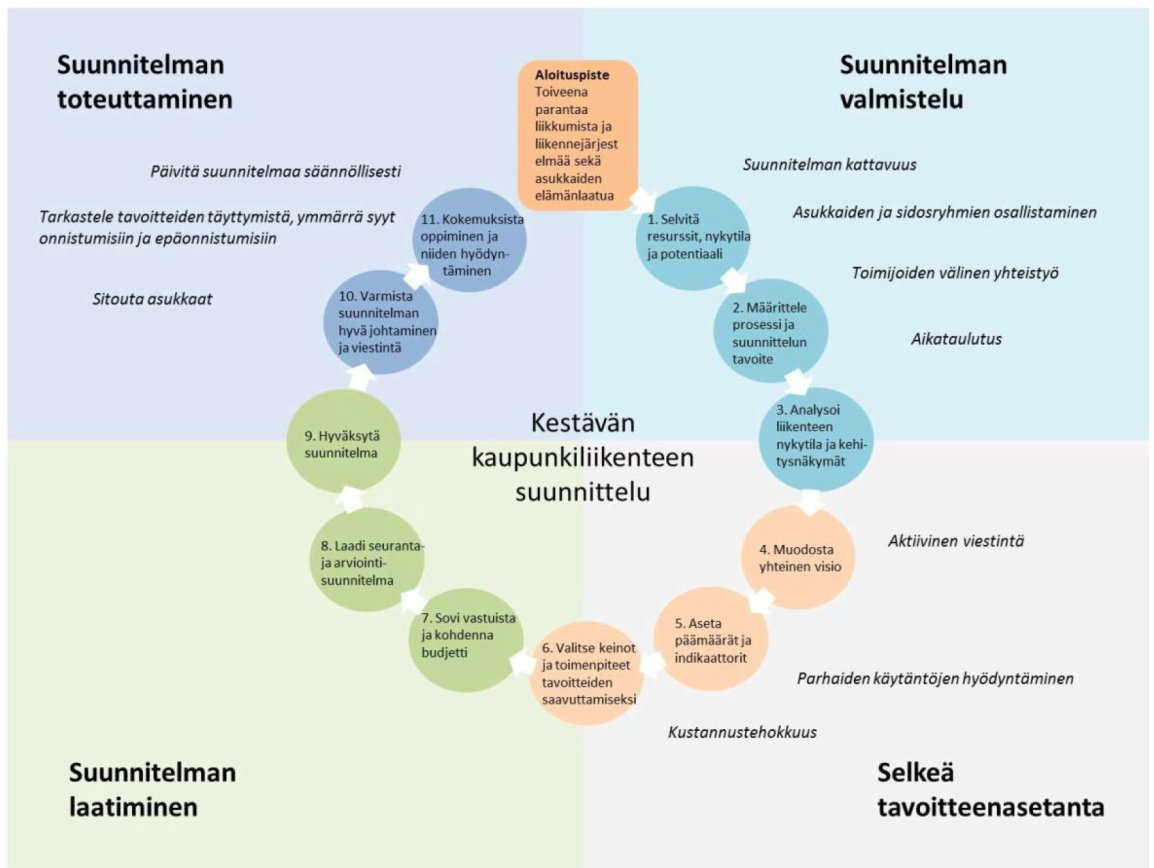 Suunnitelman
toteuttaminen
Päivitä suunnitelmaa säännöllisesti
Tarkastele tavoitteiden täyttymistä, ymmärrä syyt
onnistumisiin ja epäonnistumisiin
Sitouta asukkaat
Aloituspiste
Toiveena
parantaa
liikkumista ja
liikennejärjest
elmää sekä
asukkaiden
elämänlaatua
Suunnitelman
valmistelu
Suunnitelman kattavuus
Asukkaiden ja sidosryhmien osallistaminen
Toimijoiden välinen yhteistyö
Aikataulutus
1. Selvitä
resurssit, nykytila
ja potentiaali
2. Määrittele
prosessi ja
suunnittelun
tavoite
3. Analysoi
liikenteen
nykytila ja kehi-
tysnäkymät
Kestävän
kaupunkiliikenteen
suunnittelu
4. Muodosta
yhteinen visio
Aktiivinen viestintä
5. Aseta
päämäärät ja
indikaattorit
Parhaiden käytäntöjen hyödyntäminen
6. Valitse keinot
ja toimenpiteet
tavoitteiden
saavuttamiseksi
Kustannustehokkuus
Selkeä
tavoitteenasetanta
7. Sovi vastuista
ja kohdenna
budjetti
8. Laadi seuranta-
ja arviointi-
suunnitelma
9. Hyväksytä
suunnitelma
Suunnitelman
laatiminen
10. Varmista
suunnitelman
hyvä johtaminen
ja viestintä
11. Kokemuksista
oppiminen ja
niiden hyödyn-
täminen